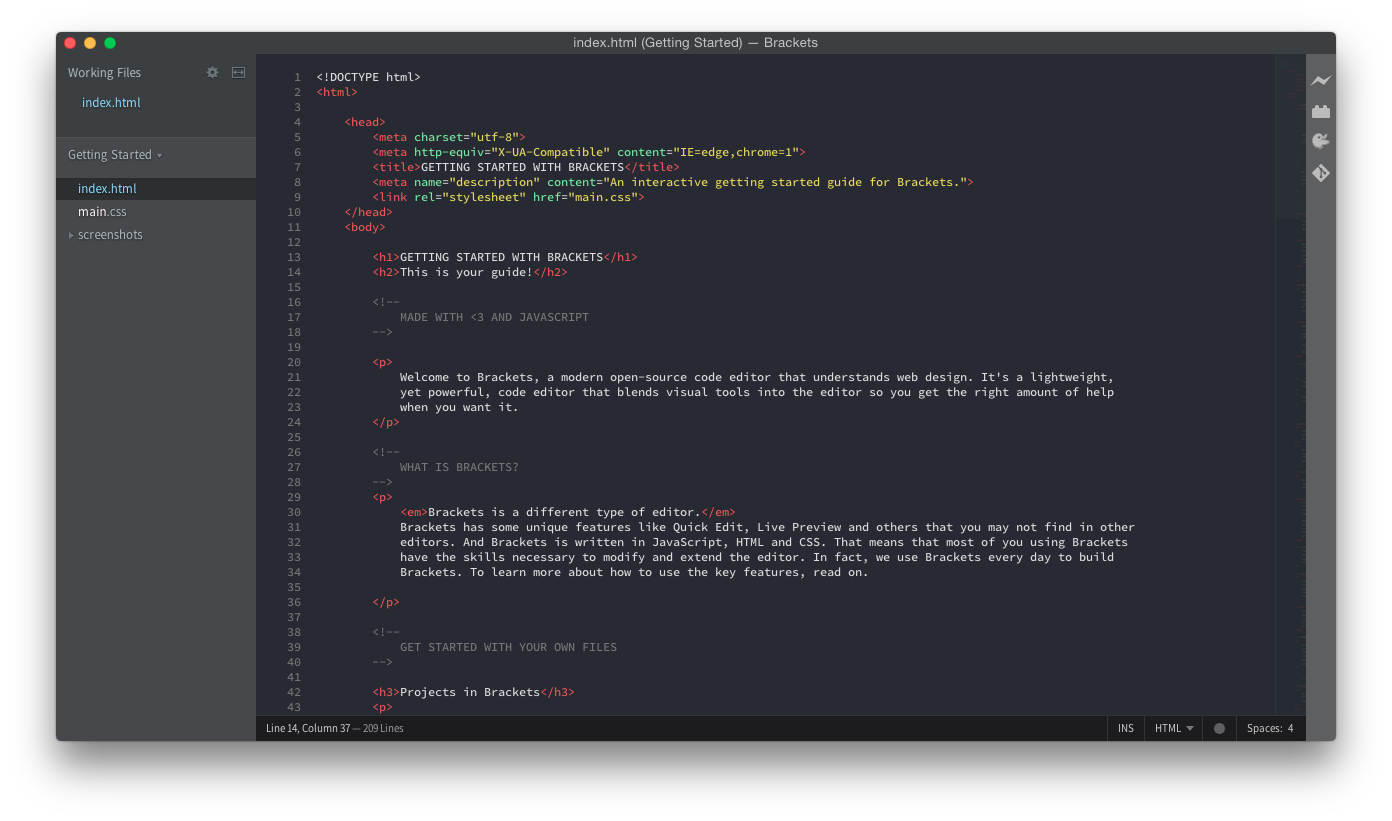 index.html (Getting Started) — Brackets
Working Files
index.html
Getting Started
index.html
main.css
screenshots
1 <!DOCTYPE html>
2 <html>
3
4 <head>
5 <meta charset="utf-8">
6 <meta http-equiv="X-UA-Compatible" content="IE=edge,chrome=1">
7 <title>GETTING STARTED WITH BRACKETS</title>
8 <meta name="description" content="An interactive getting started guide for Brackets.">
9 <link rel="stylesheet" href="main.css">
10 </head>
11 <body>
12
13 <h1>GETTING STARTED WITH BRACKETS</h1>
14 <h2>This is your guide!</h2>
15
16 <!--
17 MADE WITH <3 AND JAVASCRIPT
18 -->
19
20 <p>
21 Welcome to Brackets, a modern open-source code editor that understands web design. It's a lightweight,
22 yet powerful, code editor that blends visual tools into the editor so you get the right amount of help
23 when you want it.
24 </p>
25
26 <!--
27 WHAT IS BRACKETS?
28 -->
29 <p>
30 <em>Brackets is a different type of editor.</em>
31 Brackets has some unique features like Quick Edit, Live Preview and others that you may not find in other
32 editors. And Brackets is written in JavaScript, HTML and CSS. That means that most of you using Brackets
33 have the skills necessary to modify and extend the editor. In fact, we use Brackets every day to build
34 Brackets. To learn more about how to use the key features, read on.
35
36 </p>
37
38 <!--
39 GET STARTED WITH YOUR OWN FILES
40 -->
41
42 <h3>Projects in Brackets</h3>
43 <p>
Line 14, Column 37 — 209 Lines
INS
HTML
Spaces: 4